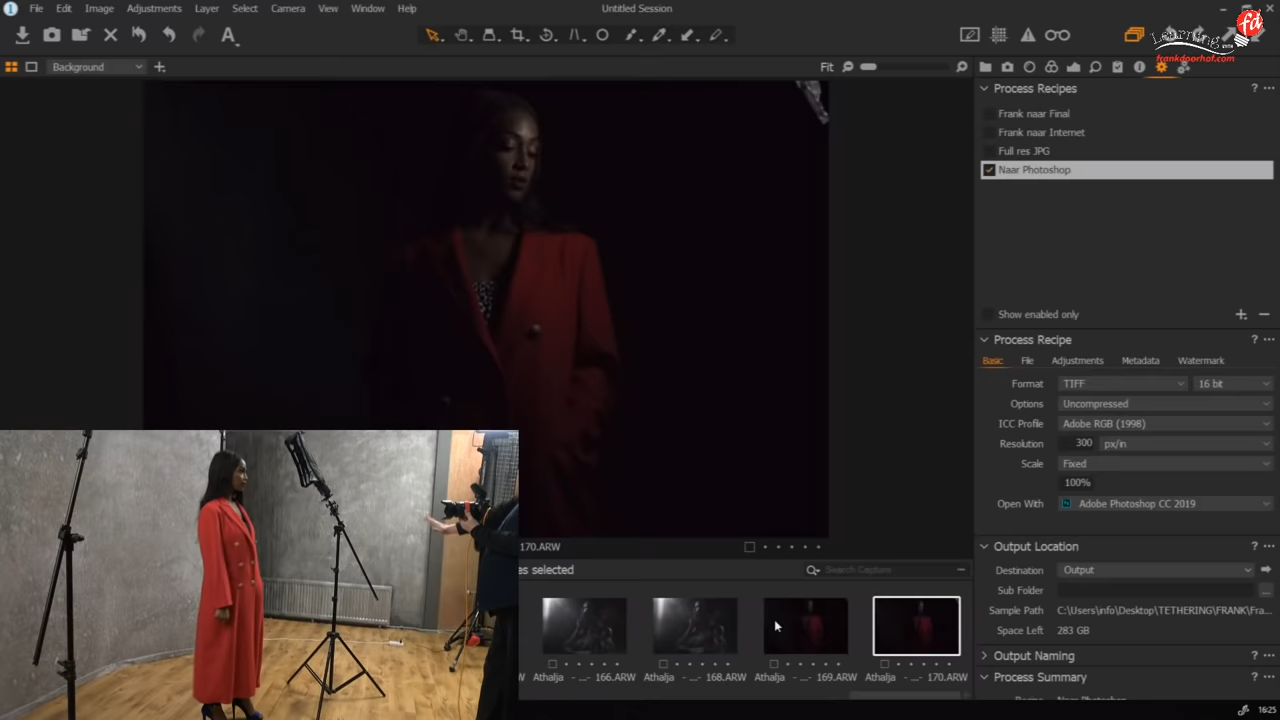 File Edit Image Adjustments Layer Select Camera View Window Help
Untitled Session
Learning
fd
frankdoorhof.com
Background
Fit
Process Recipes
Frank naar Final
Frank naar Internet
Full res JPG
Naar Photoshop
Show enabled only
Process Recipe
Basic File Adjustments Metadata Watermark
Format TIFF 16 bit
Options Uncompressed
ICC Profile Adobe RGB (1998)
Resolution 300 px/in
Scale Fixed
100%
Open With Adobe Photoshop CC 2019
Output Location
Destination Output
Sub Folder
Sample Path C:\Users\info\Desktop\TETHERING\FRANK\Fra...
Space Left 283 GB
Output Naming
Process Summary
170.ARW
es selected
Search Capture
Athalja - ...- 166.ARW
Athalja - ...- 168.ARW
Athalja - ...- 169.ARW
Athalja - ...- 170.ARW
16:25